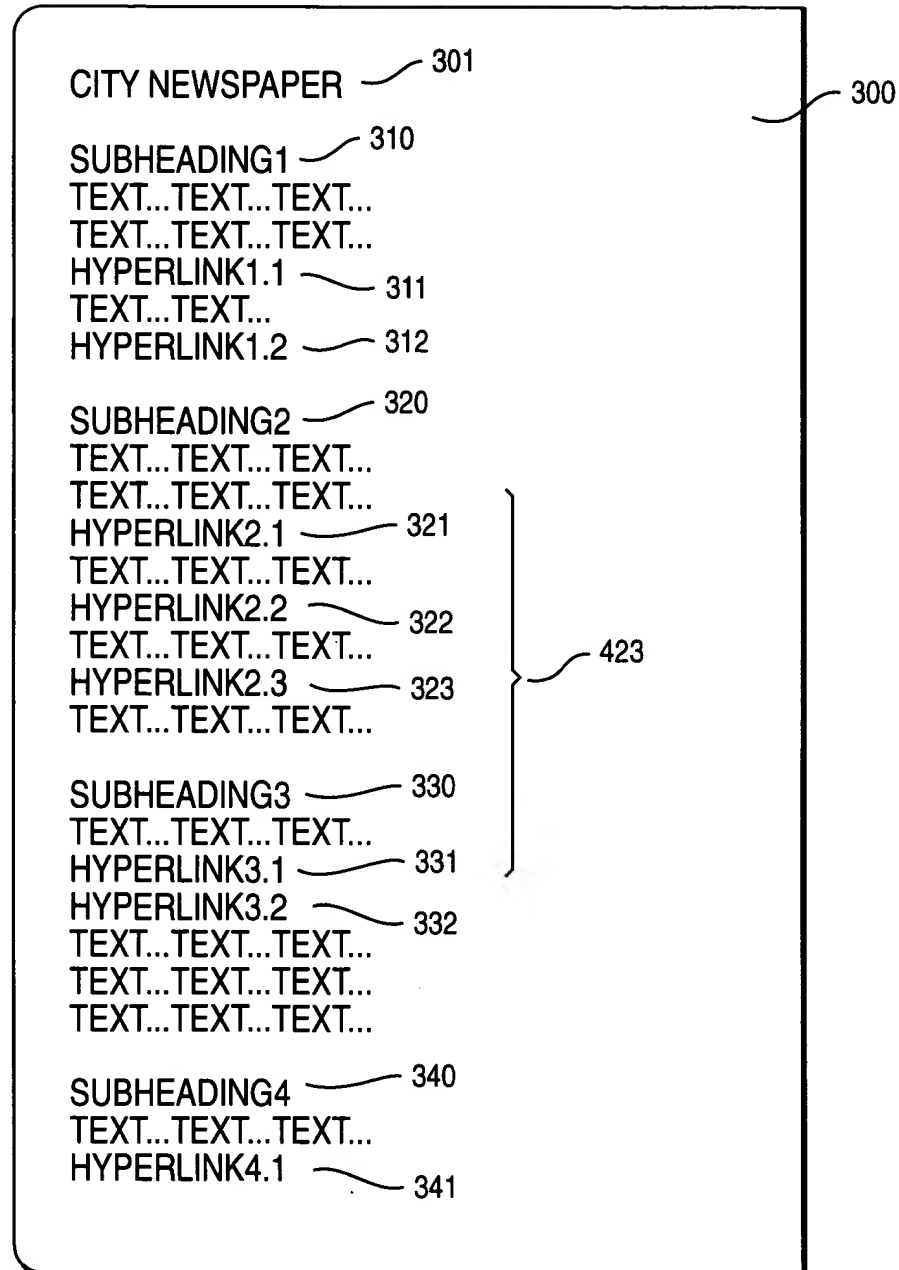 CITY NEWSPAPER 301
300
SUBHEADING1 310
TEXT...TEXT...TEXT...
TEXT...TEXT...TEXT...
HYPERLINK1.1 311
TEXT...TEXT...
HYPERLINK1.2 312
SUBHEADING2 320
TEXT...TEXT...TEXT...
TEXT...TEXT...TEXT...
HYPERLINK2.1 321
TEXT...TEXT...TEXT...
HYPERLINK2.2 322
TEXT...TEXT...TEXT...
423
HYPERLINK2.3 323
TEXT...TEXT...TEXT...
SUBHEADING3 330
TEXT...TEXT...TEXT...
HYPERLINK3.1 331
HYPERLINK3.2 332
TEXT...TEXT...TEXT...
TEXT...TEXT...TEXT...
TEXT...TEXT...TEXT...
SUBHEADING4 340
TEXT...TEXT...TEXT...
HYPERLINK4.1 341